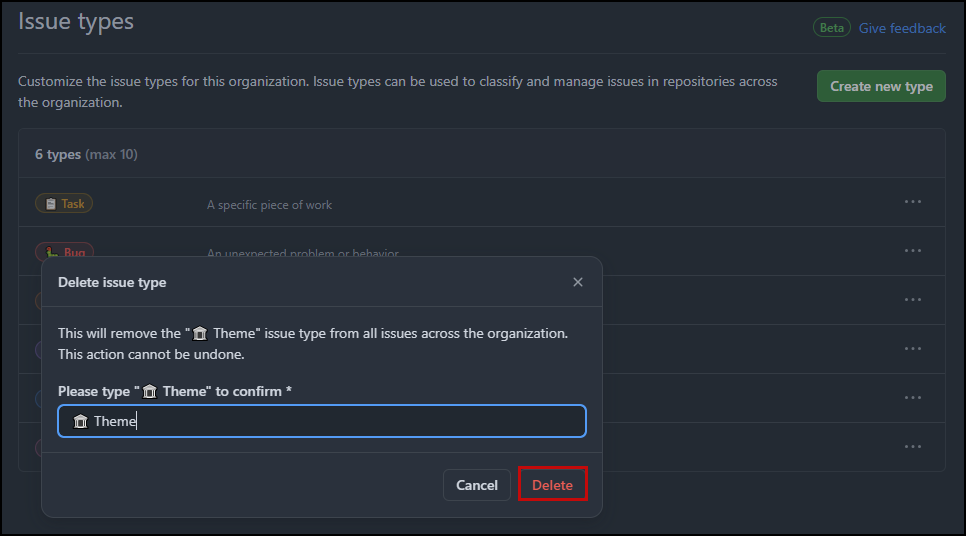 Issue types
Beta Give feedback
Customize the issue types for this organization. Issue types can be used to classify and manage issues in repositories across
the organization.
Create new type
6 types (max 10)
📋 Task A specific piece of work
Bug An unexpected problem or behavior
Delete issue type
This will remove the "🏛️ Theme" issue type from all issues across the organization.
This action cannot be undone.
Please type "🏛️ Theme" to confirm *
🏛️ Theme
Cancel Delete